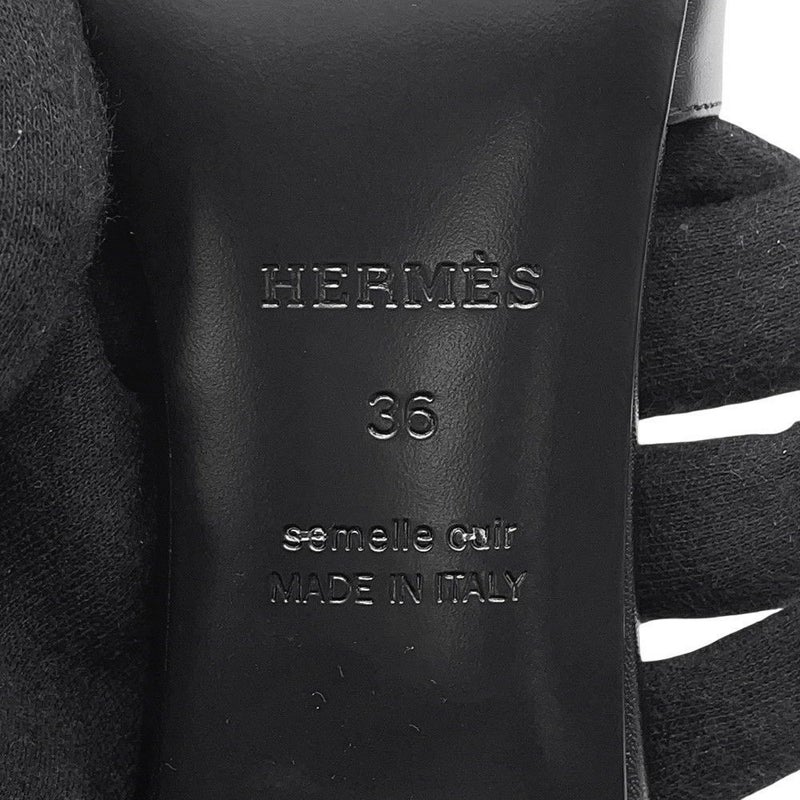 HERMÈS
36
semelle cuir
MADE IN ITALY